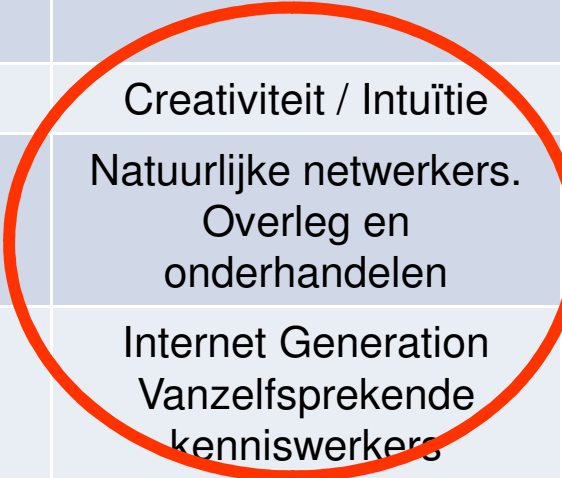 Creativiteit / Intuïtie
Natuurlijke netwerkers.
Overleg en
onderhandelen
Internet Generation
Vanzelfsprekende
kenniswerkers